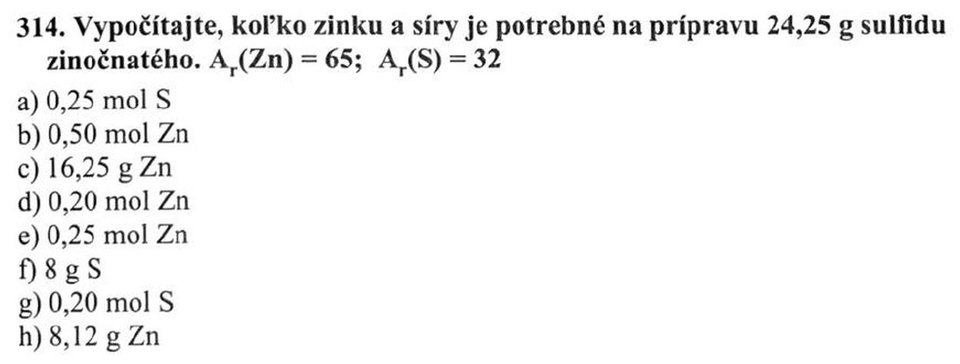 314. Vypočítajte, koľko zinku a síry je potrebné na prípravu 24,25 g sulfidu
zinočnatého. Aᵣ(Zn) = 65; Aᵣ(S) = 32
a) 0,25 mol S
b) 0,50 mol Zn
c) 16,25 g Zn
d) 0,20 mol Zn
e) 0,25 mol Zn
f) 8 g S
g) 0,20 mol S
h) 8,12 g Zn